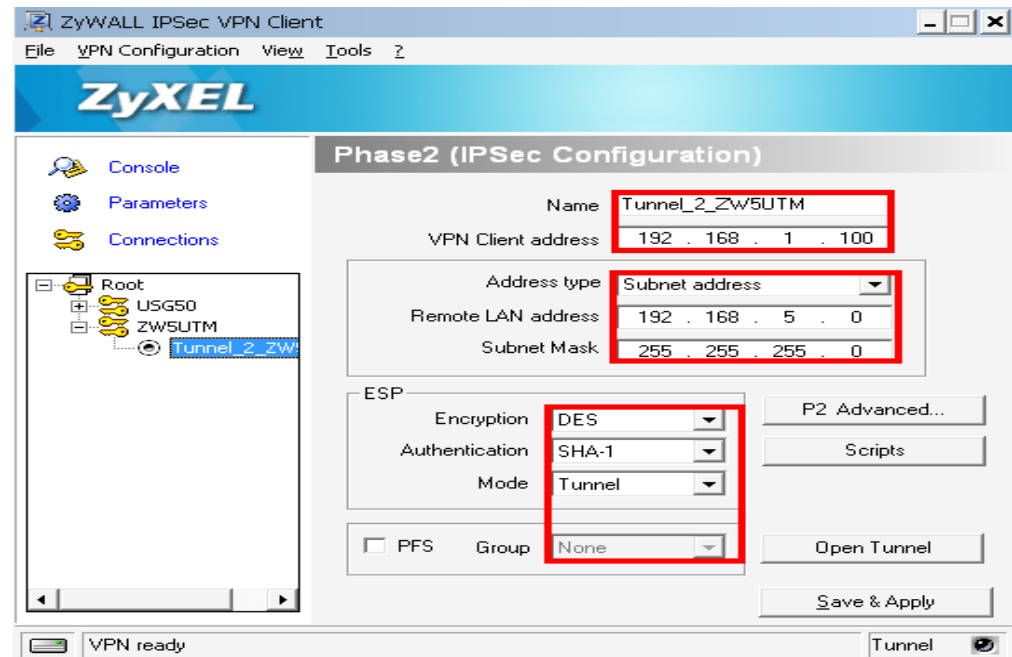 ZyWALL IPSec VPN Client
File VPN Configuration View Tools ?
ZyXEL
Console
Parameters
Connections
Root
USG50
ZW5UTM
Tunnel_2_ZW5
Phase2 (IPSec Configuration)
Name Tunnel_2_ZW5UTM
VPN Client address 192 . 168 . 1 . 100
Address type Subnet address
Remote LAN address 192 . 168 . 5 . 0
Subnet Mask 255 . 255 . 255 . 0
ESP
Encryption DES
Authentication SHA-1
Mode Tunnel
P2 Advanced...
Scripts
PFS Group None
Open Tunnel
Save & Apply
VPN ready
Tunnel